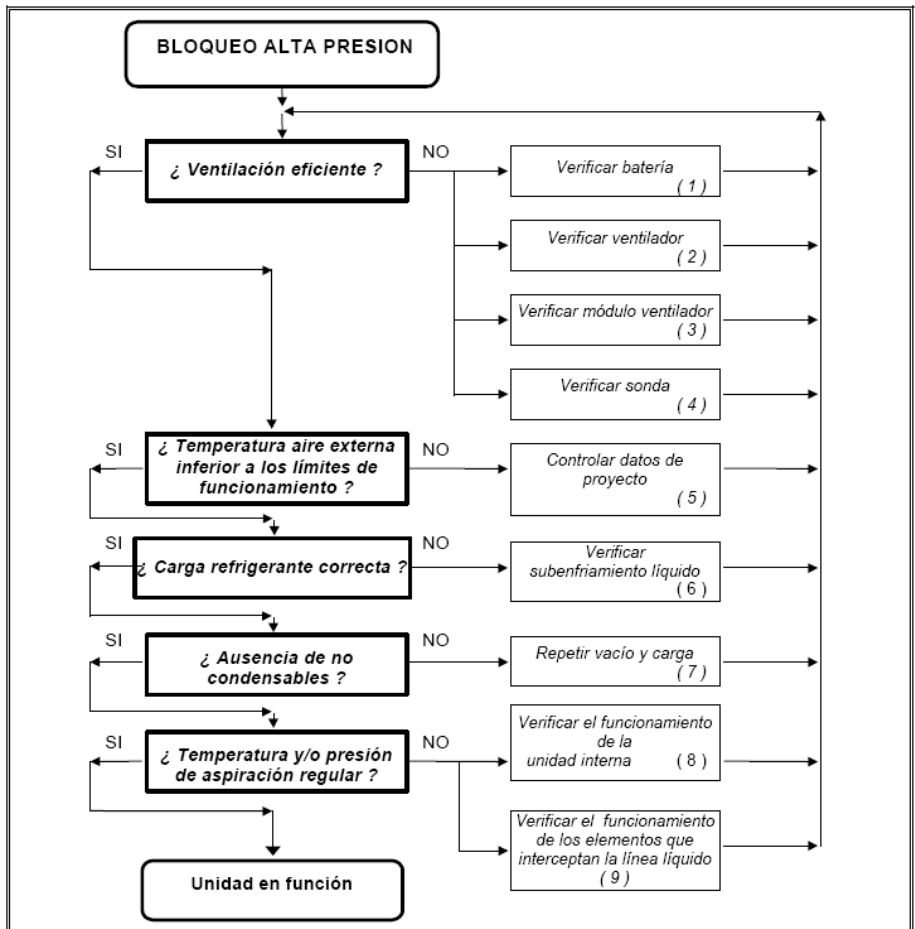 BLOQUEO ALTA PRESION
SI
¿ Ventilación eficiente ?
NO
Verificar batería
( 1 )
Verificar ventilador
( 2 )
Verificar módulo ventilador
( 3 )
Verificar sonda
( 4 )
SI
¿ Temperatura aire externa
inferior a los límites de
funcionamiento ?
NO
Controlar datos de
proyecto
( 5 )
SI
¿ Carga refrigerante correcta ?
NO
Verificar
subenfriamiento líquido
( 6 )
SI
¿ Ausencia de no
condensables ?
NO
Repetir vacío y carga
( 7 )
SI
¿ Temperatura y/o presión
de aspiración regular ?
NO
Verificar el funcionamiento
de la
unidad interna ( 8 )
Verificar el funcionamiento
de los elementos que
interceptan la línea líquido
( 9 )
Unidad en función